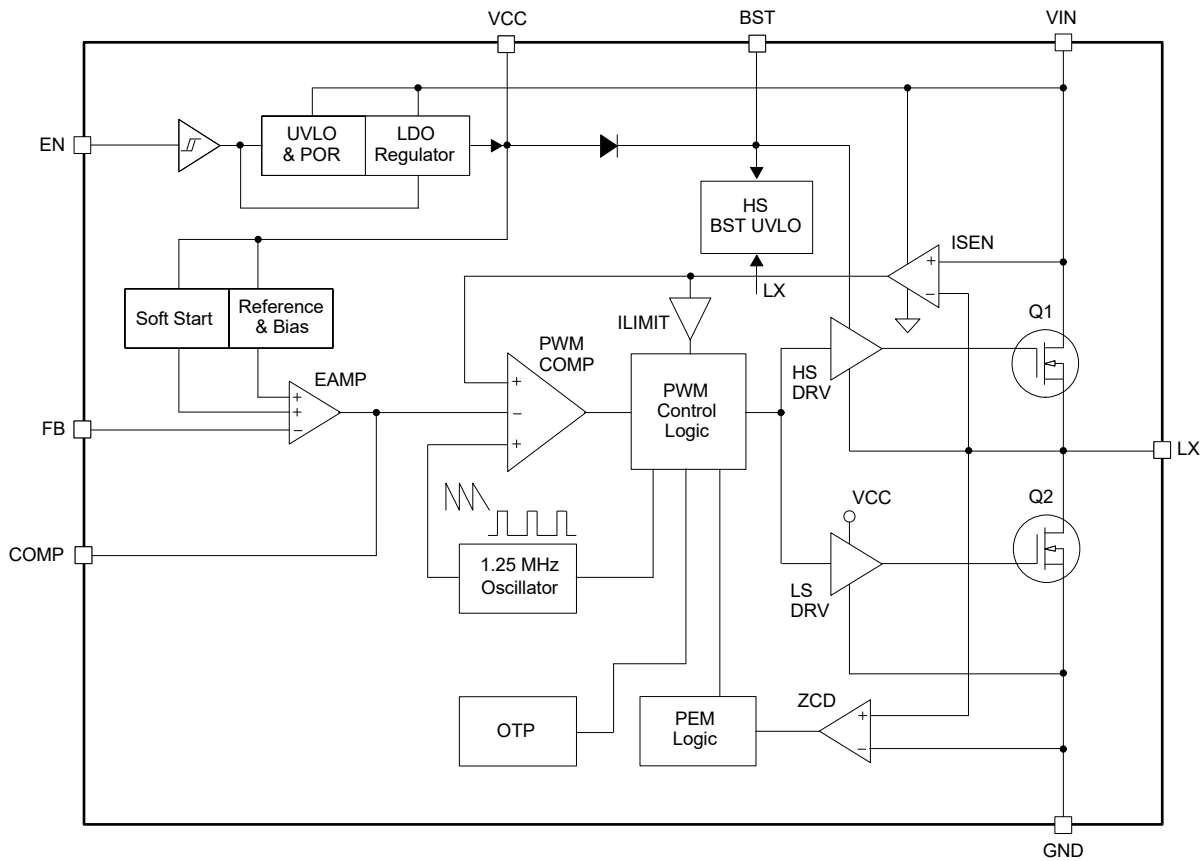 VCC
BST
VIN
EN
UVLO
& POR
LDO
Regulator
HS
BST UVLO
LX
ISEN
+
−
Soft Start
Reference
& Bias
ILIMIT
Q1
EAMP
+
+
−
PWM
COMP
+
−
+
PWM
Control
Logic
HS
DRV
FB
LX
VCC
Q2
COMP
1.25 MHz
Oscillator
LS
DRV
OTP
PEM
Logic
ZCD
+
−
GND